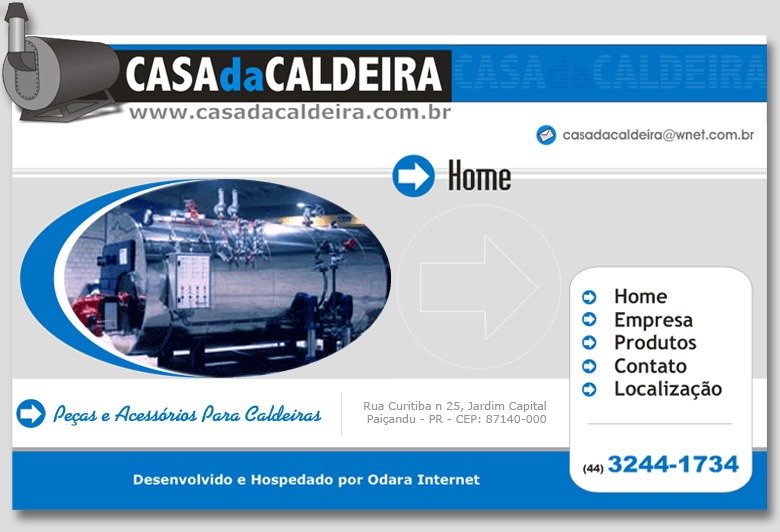 CASAdaCALDEIRA
CASAdaCALDEIRA
www.casadacaldeira.com.br
casadacaldeira@wnet.com.br
Home
Home
Empresa
Produtos
Contato
Localização
Peças e Acessórios Para Caldeiras
Rua Curitiba n 25, Jardim Capital
Paiçandu - PR - CEP: 87140-000
(44) 3244-1734
Desenvolvido e Hospedado por Odara Internet